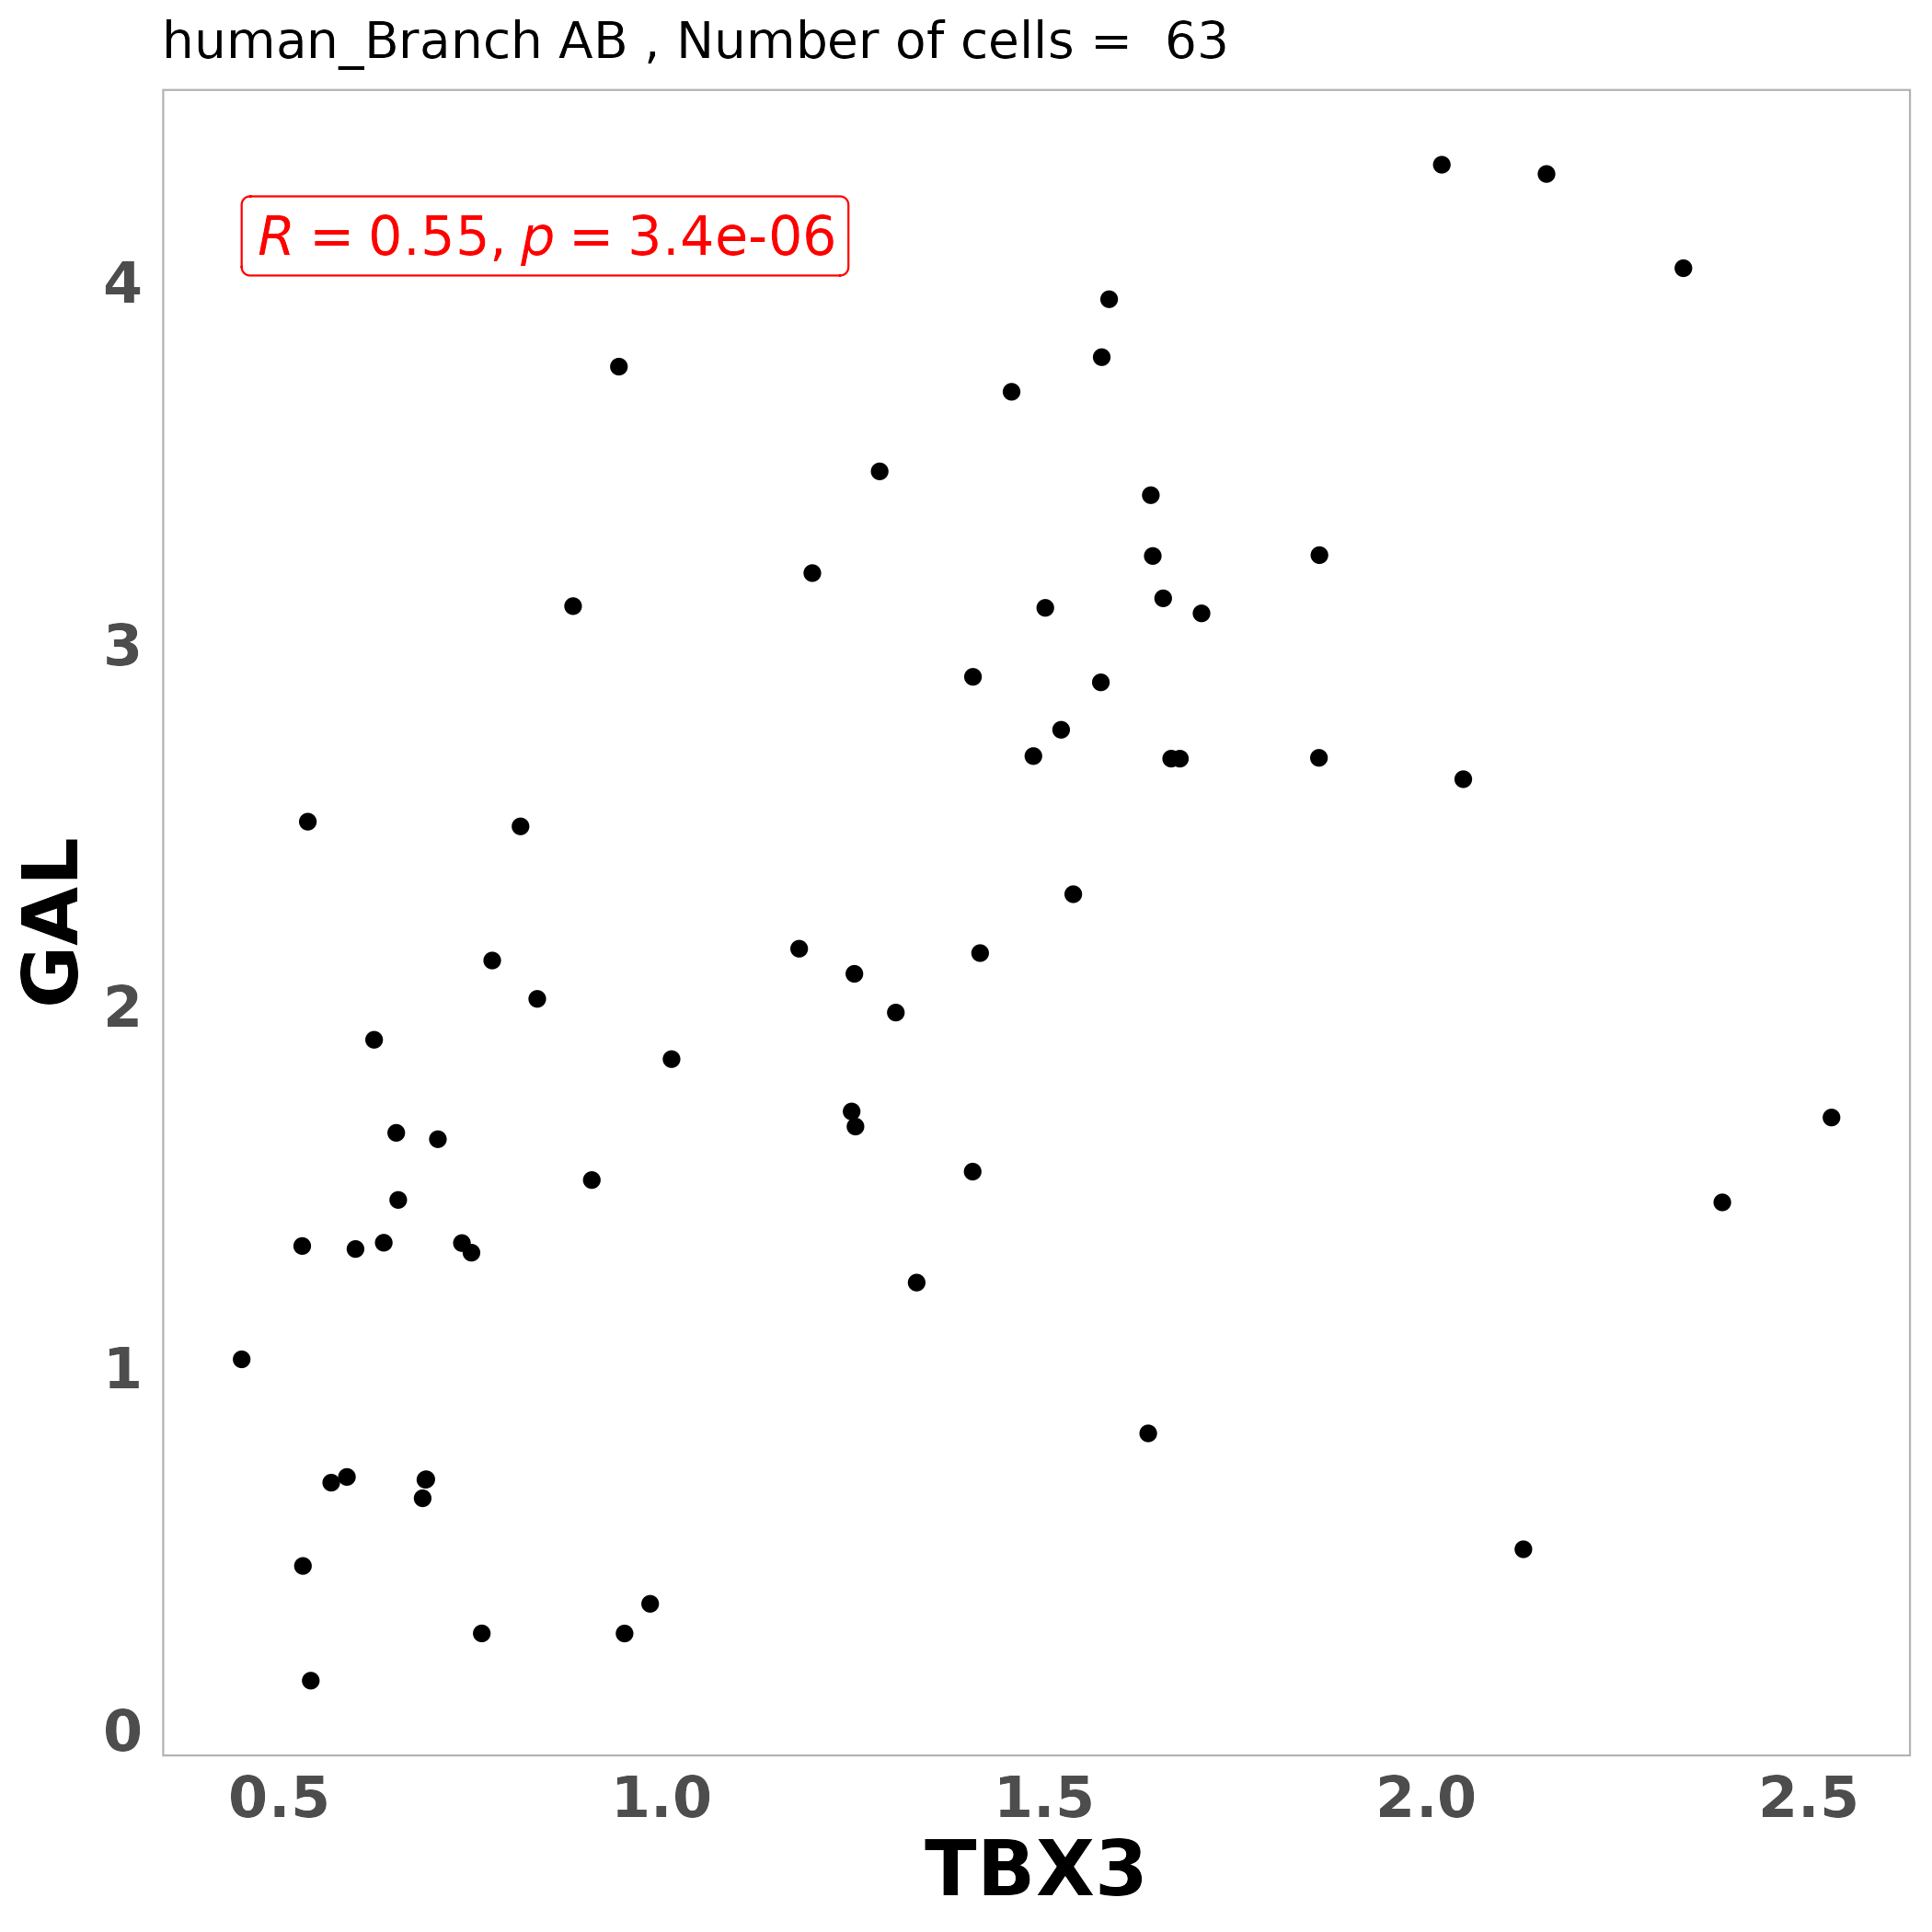 human_Branch AB , Number of cells =  63
R = 0.55, p = 3.4e-06
4
3
2
1
0
GAL
0.5 1.0 1.5 2.0 2.5
TBX3